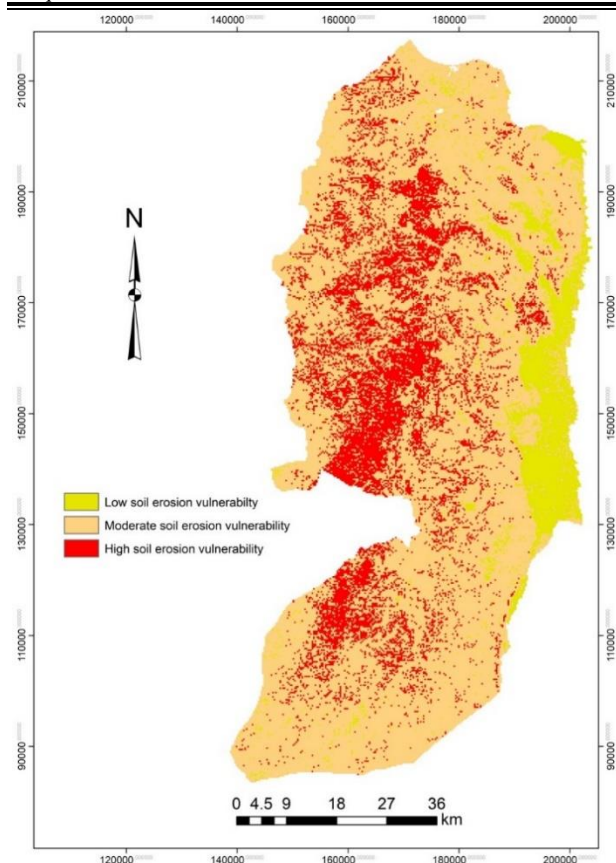 120000 140000 160000 180000 200000
210000 210000
190000 190000
N
170000 170000
150000 150000
Low soil erosion vulnerabilty
Moderate soil erosion vulnerability
High soil erosion vulnerability
130000 130000
110000 110000
90000 90000
0 4.5 9 18 27 36
km
120000 140000 160000 180000 200000